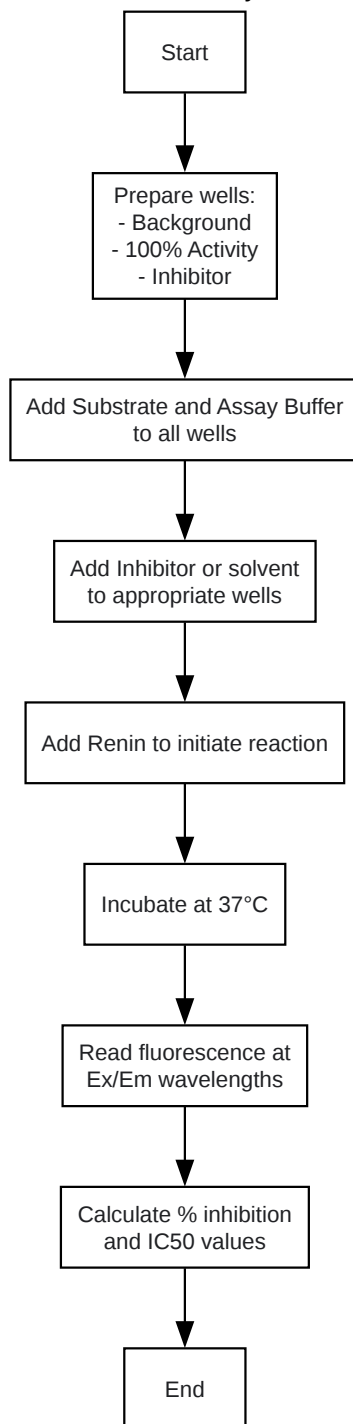 Start
Prepare wells:
- Background
- 100% Activity
- Inhibitor
Add Substrate and Assay Buffer
to all wells
Add Inhibitor or solvent
to appropriate wells
Add Renin to initiate reaction
Incubate at 37°C
Read fluorescence at
Ex/Em wavelengths
Calculate % inhibition
and IC50 values
End